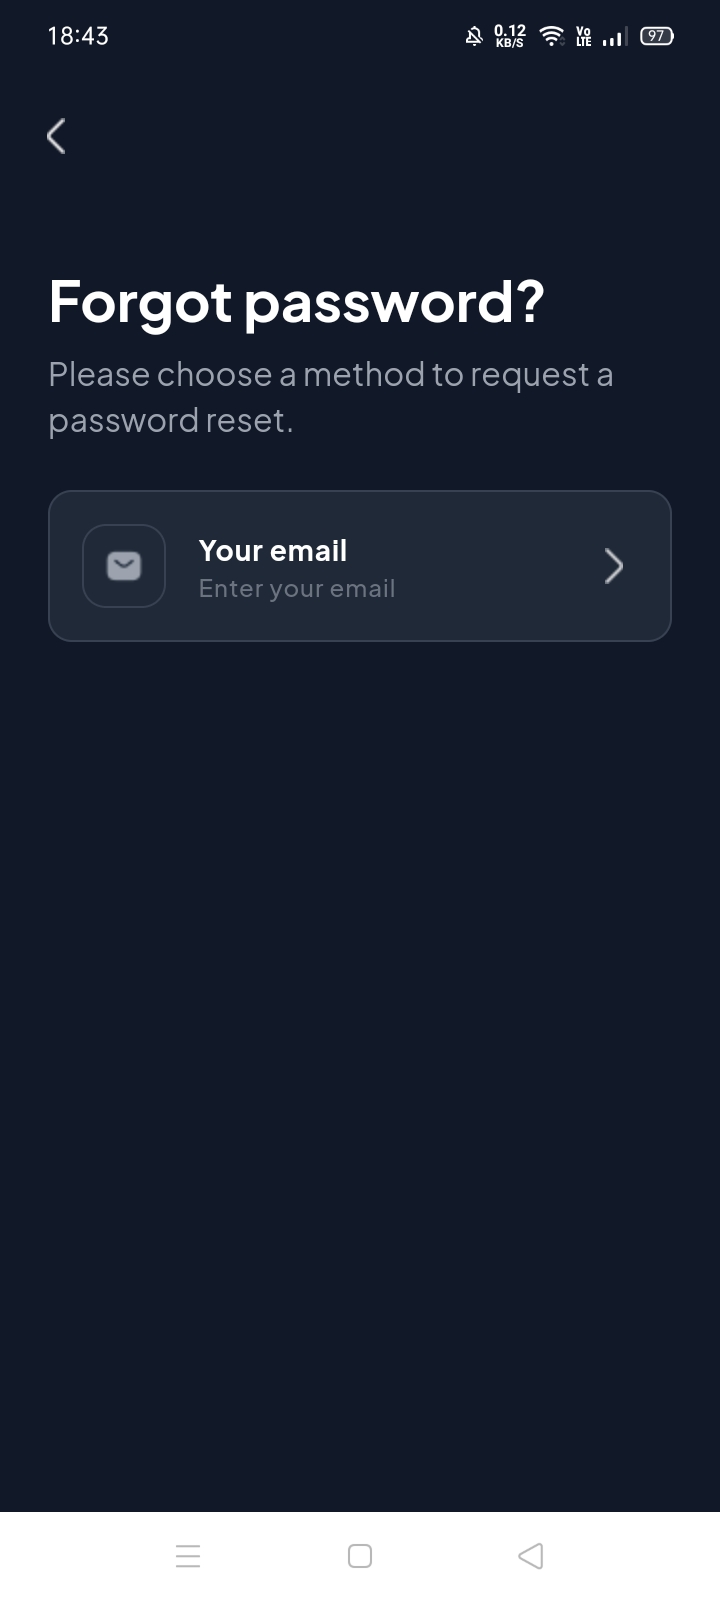 18:43
0.12
KB/S
Vo
LTE
97
Forgot password?
Please choose a method to request a
password reset.
Your email
Enter your email